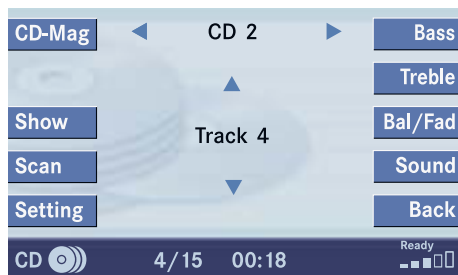 CD-Mag
CD 2
Bass
Treble
Show
Track 4
Bal/Fad
Scan
Sound
Setting
Back
CD 4/15 00:18 Ready